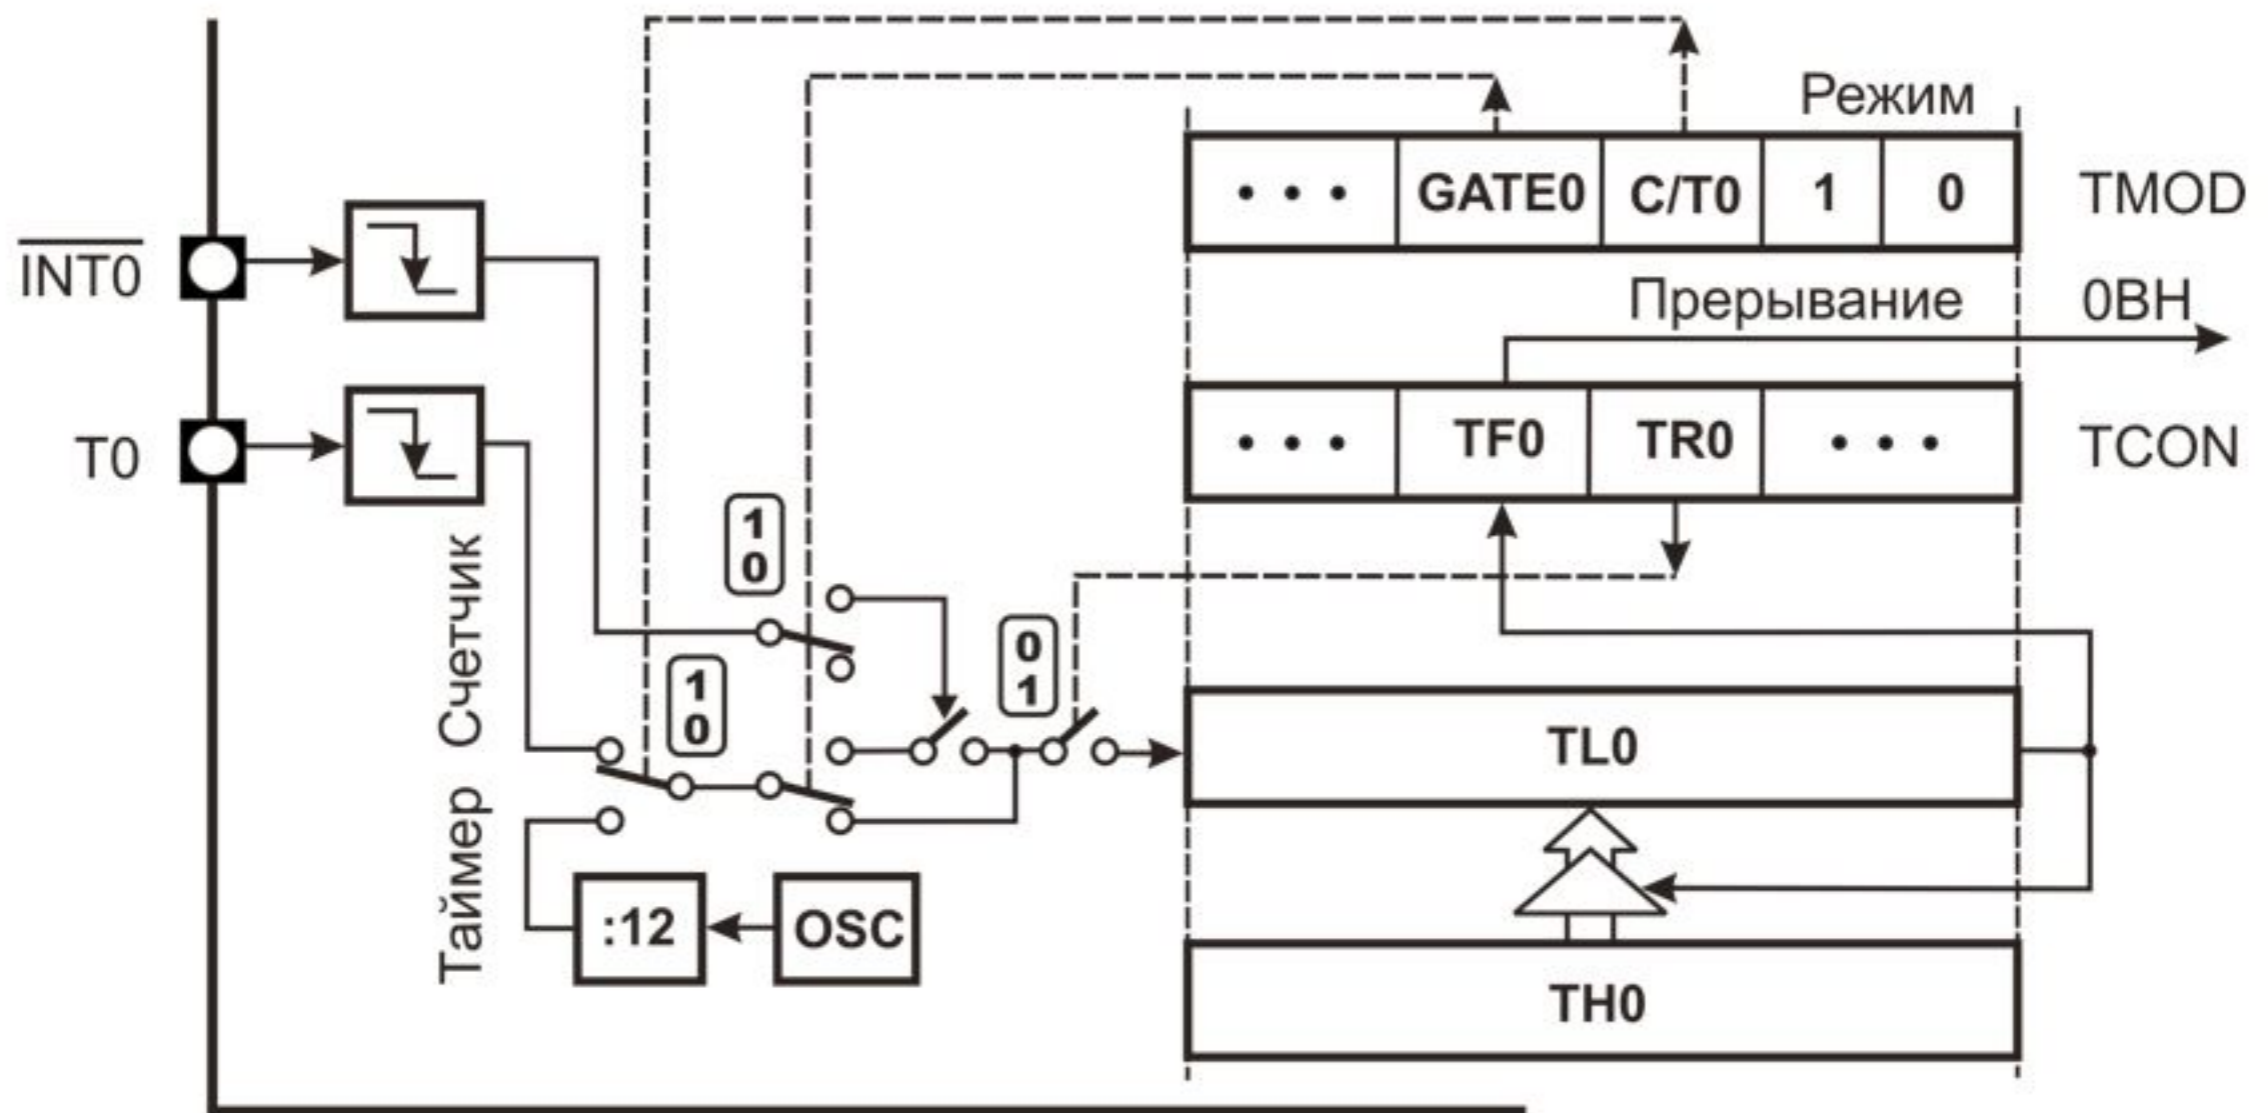 Режим
• • • GATE0 C/T0 1 0 TMOD
INT0
Прерывание 0BH
T0
• • • TF0 TR0 • • • TCON
1
0
0
1
1
0
Счетчик
Таймер
TL0
:12
OSC
TH0